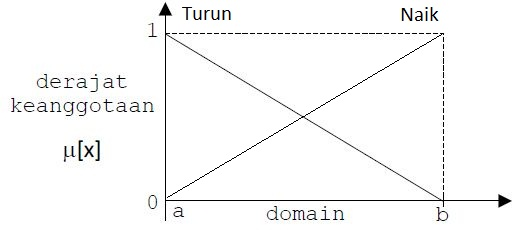 Turun
Naik
1
derajat
keanggotaan
μ[x]
0
a
domain
b